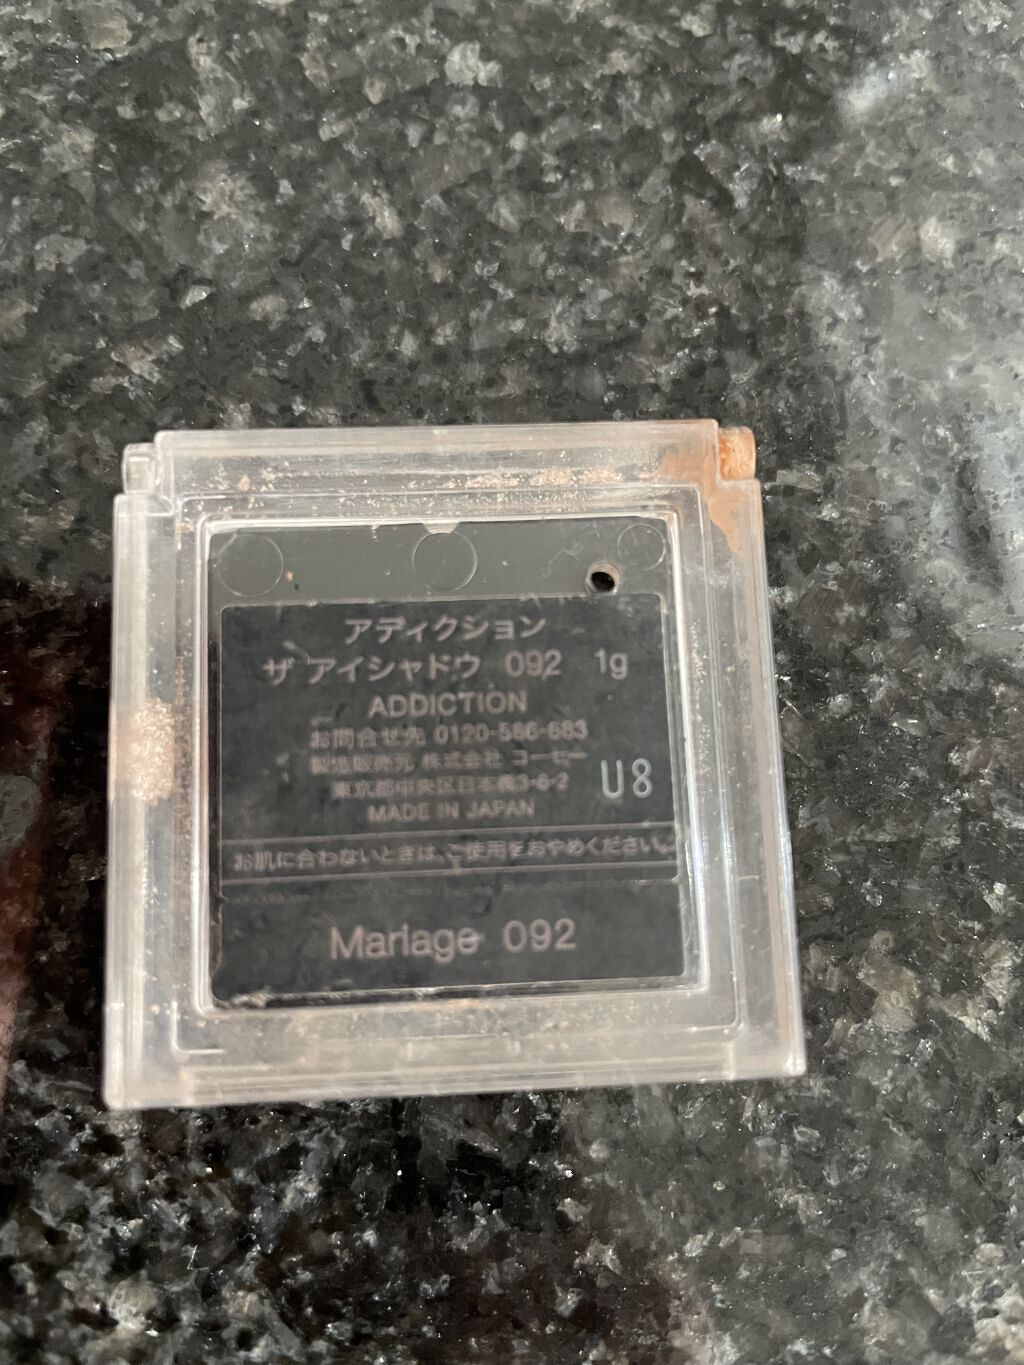 アディクション
ザ アイシャドウ 092 1g
ADDICTION
お問合せ先 0120-586-683
製造販売元 株式会社 コーセー
東京都中央区日本橋3-6-2
MADE IN JAPAN
U8
お肌に合わないときは、ご使用をおやめください。
Mariage 092